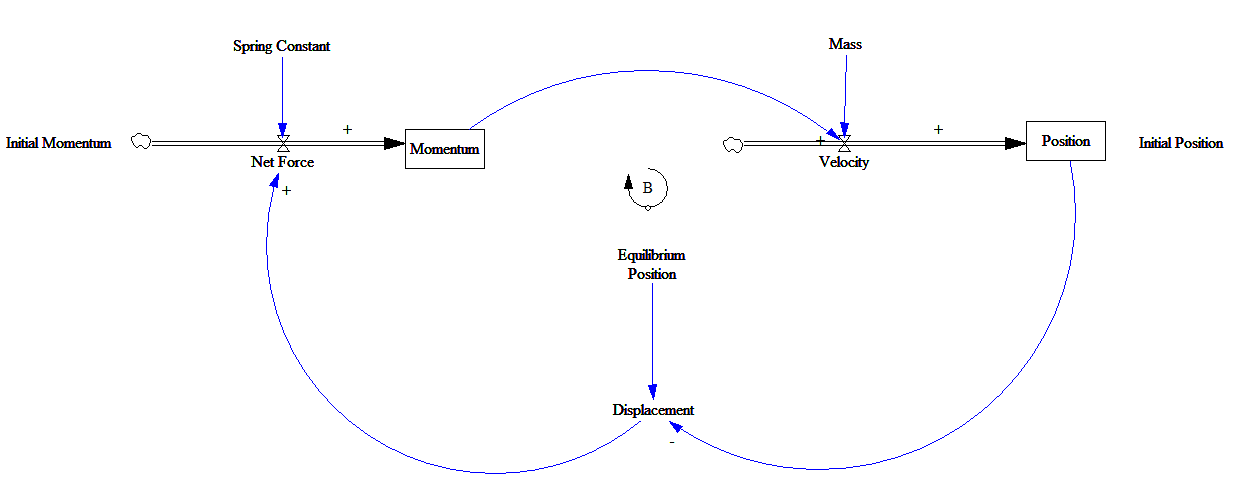 Spring Constant
Mass
Initial Momentum
+
Momentum
Net Force
+
+
+
Velocity
Position
Initial Position
B
Equilibrium
Position
Displacement
-